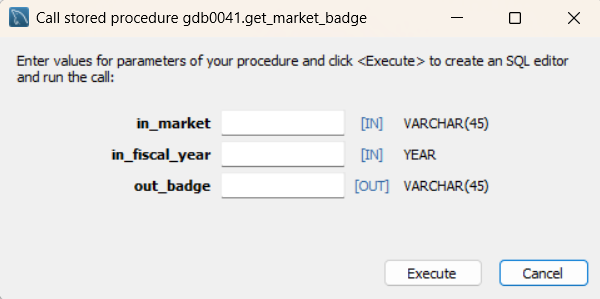 Call stored procedure gdb0041.get_market_badge
Enter values for parameters of your procedure and click <Execute> to create an SQL editor
and run the call:
in_market [IN] VARCHAR(45)
in_fiscal_year [IN] YEAR
out_badge [OUT] VARCHAR(45)
Execute Cancel